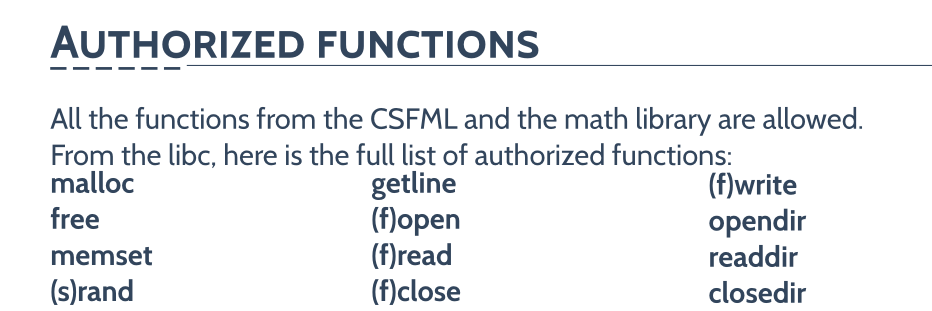 AUTHORIZED FUNCTIONS
All the functions from the CSFML and the math library are allowed.
From the libc, here is the full list of authorized functions:
malloc getline (f)write
free (f)open opendir
memset (f)read readdir
(s)rand (f)close closedir